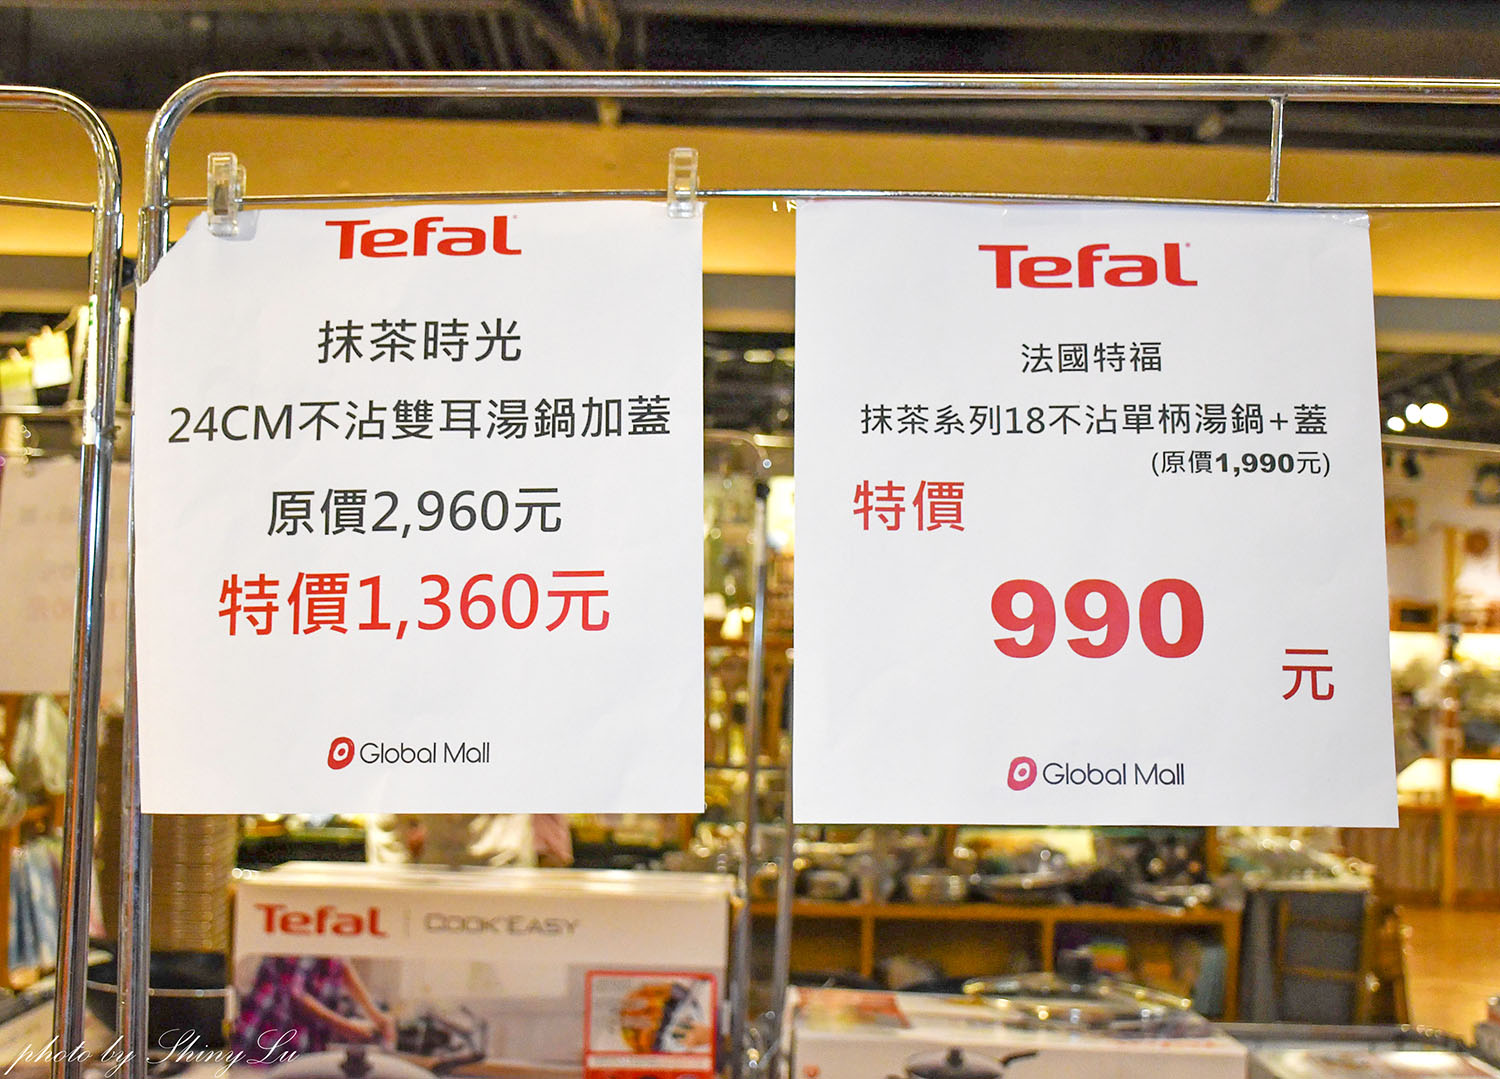 Tefal
抹茶時光
24CM不沾雙耳湯鍋加蓋
原價2,960元
特價1,360元
Global Mall
Tefal
法國特福
抹茶系列18不沾單柄湯鍋+蓋
(原價1,990元)
特價
990
元
Global Mall
Tefal COOK'EASY
photo by ShinyLu